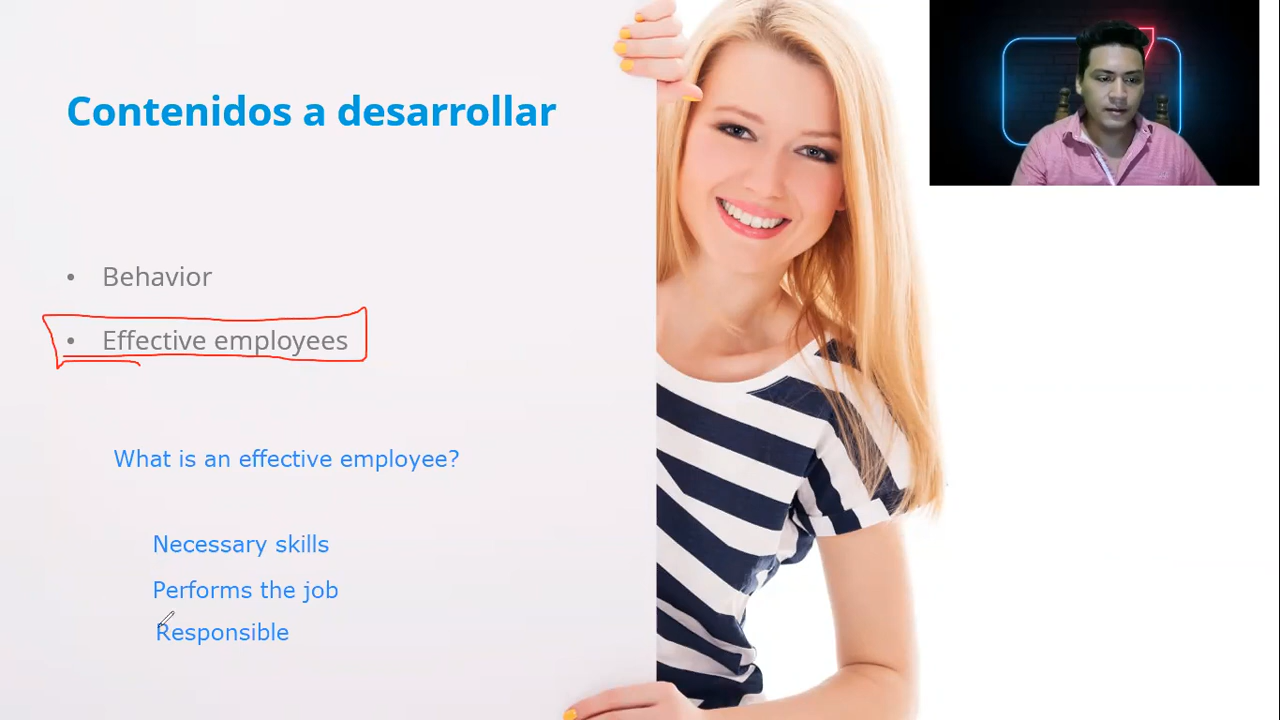 Contenidos a desarrollar
• Behavior
• Effective employees
What is an effective employee?
Necessary skills
Performs the job
Responsible